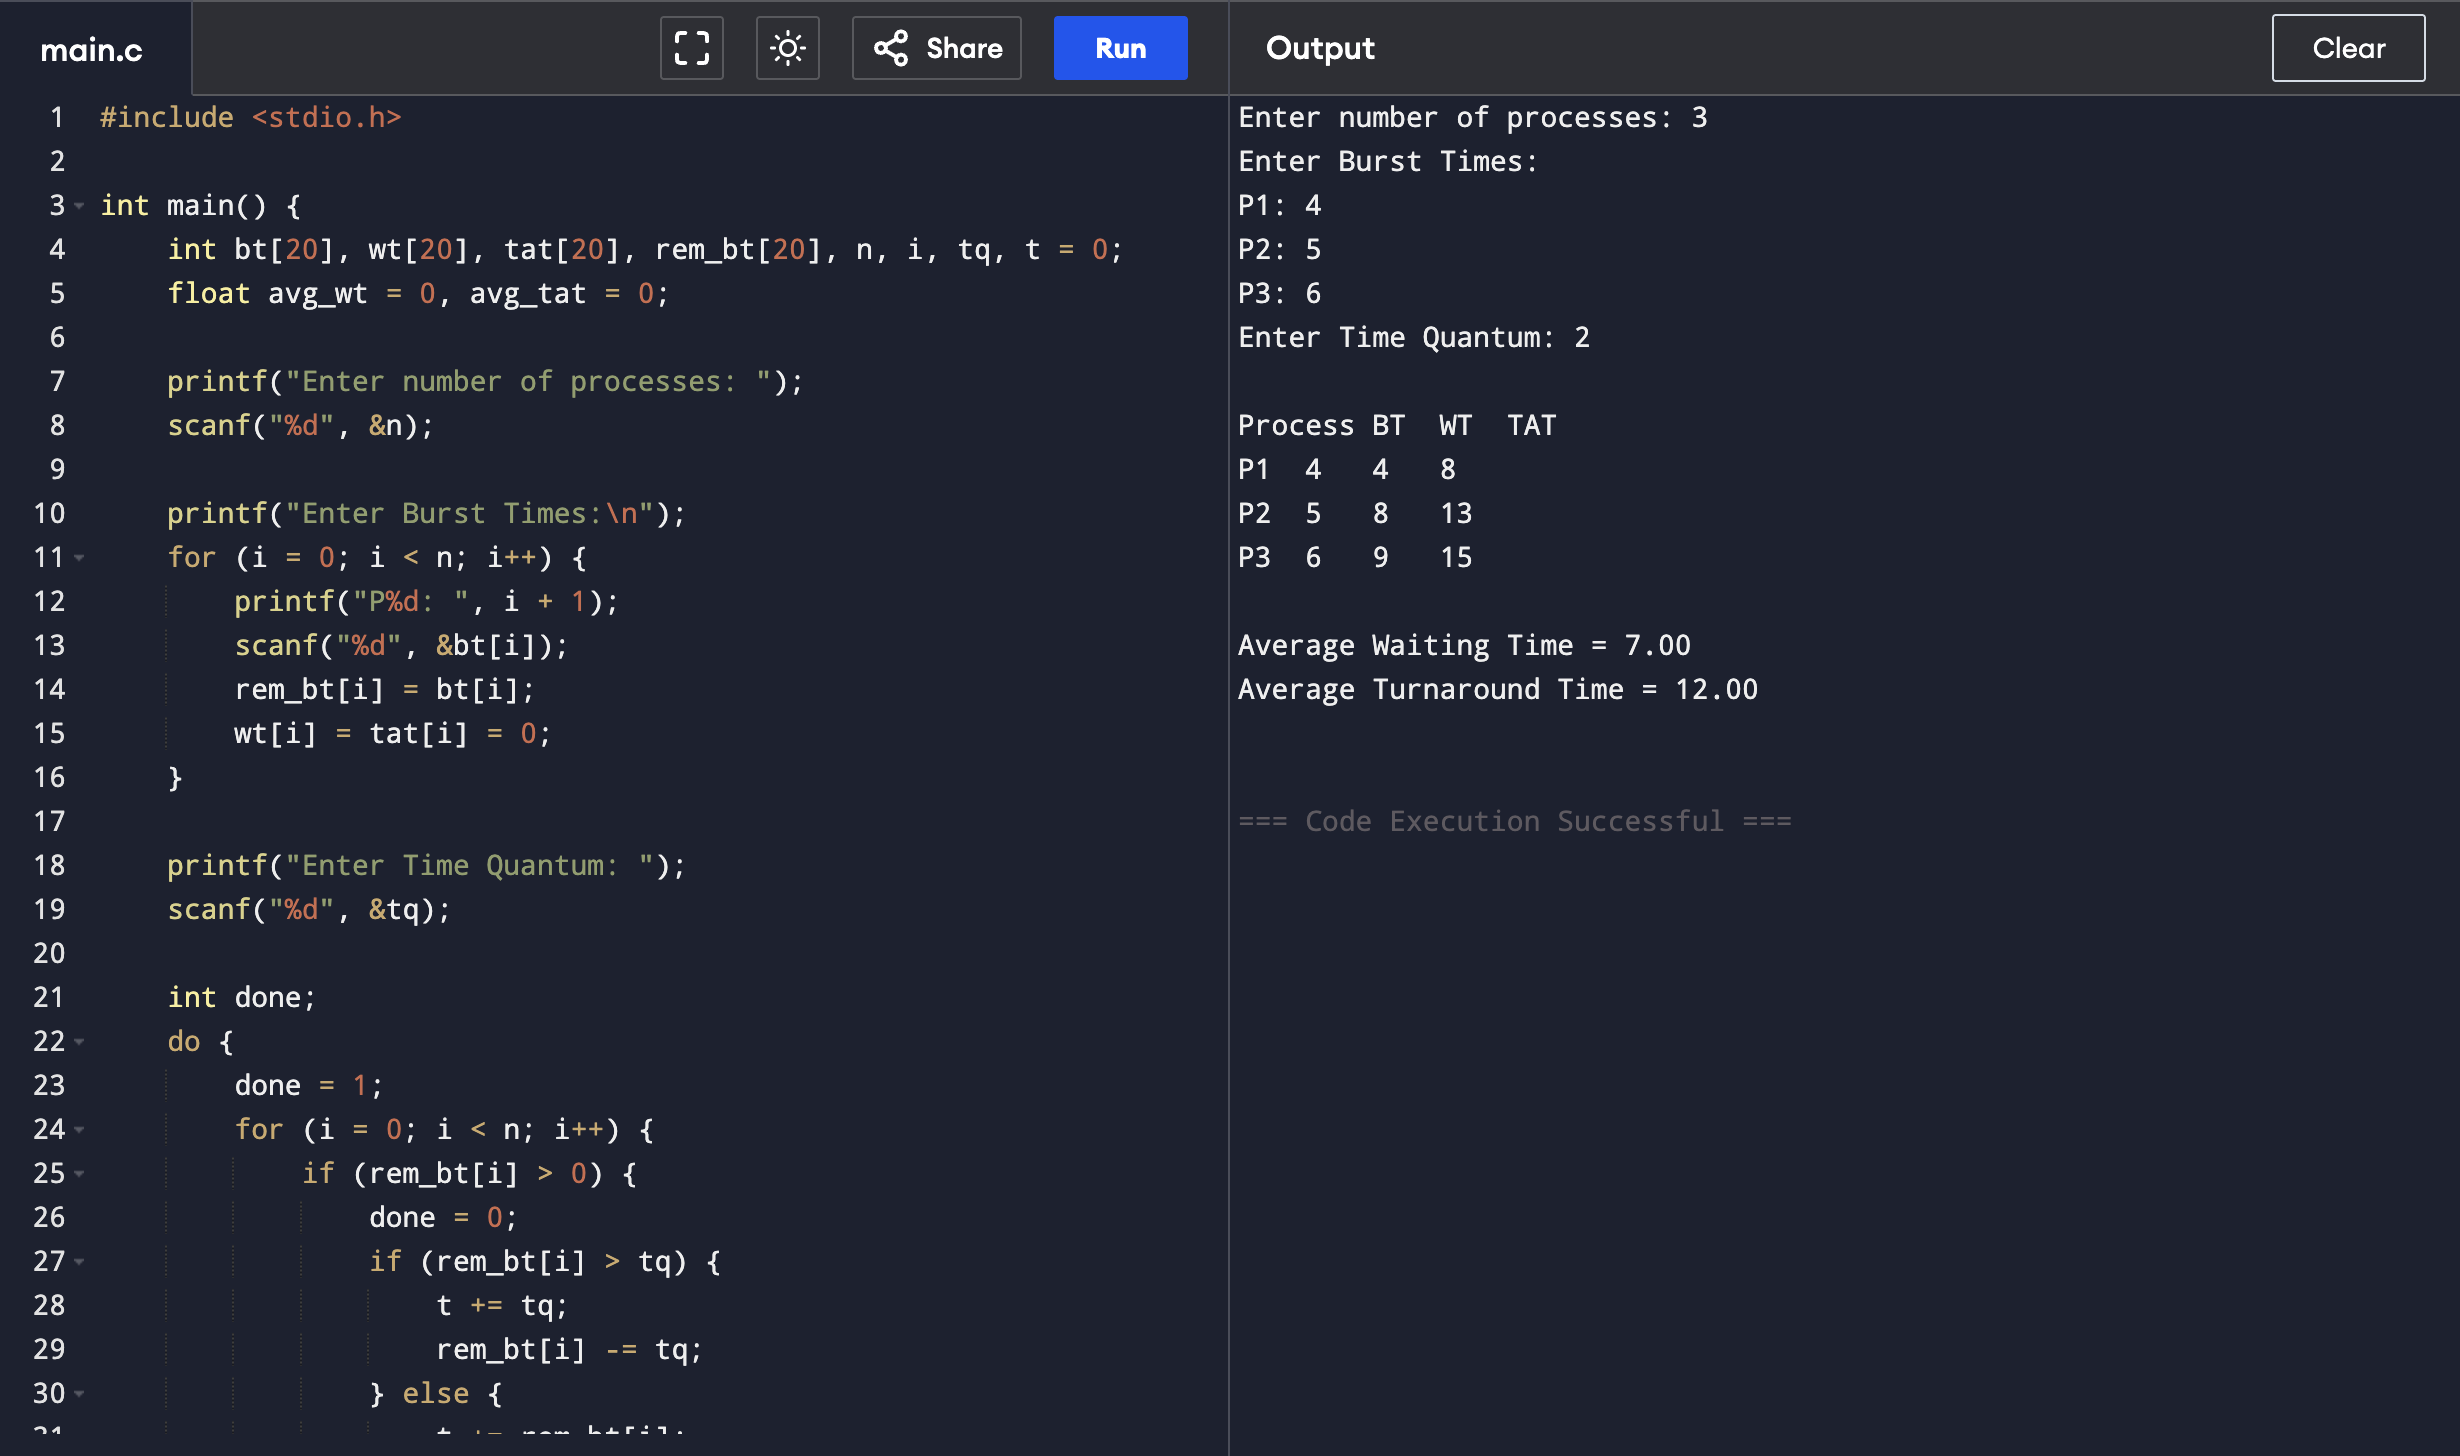 main.c
Share
Run
Output
Clear
1 #include <stdio.h>
2
3 int main() {
4     int bt[20], wt[20], tat[20], rem_bt[20], n, i, tq, t = 0;
5     float avg_wt = 0, avg_tat = 0;
6
7     printf("Enter number of processes: ");
8     scanf("%d", &n);
9
10     printf("Enter Burst Times:\n");
11     for (i = 0; i < n; i++) {
12         printf("P%d: ", i + 1);
13         scanf("%d", &bt[i]);
14         rem_bt[i] = bt[i];
15         wt[i] = tat[i] = 0;
16     }
17
18     printf("Enter Time Quantum: ");
19     scanf("%d", &tq);
20
21     int done;
22     do {
23         done = 1;
24         for (i = 0; i < n; i++) {
25             if (rem_bt[i] > 0) {
26                 done = 0;
27                 if (rem_bt[i] > tq) {
28                     t += tq;
29                     rem_bt[i] -= tq;
30                 } else {
31                     t += rem_bt[i];
Enter number of processes: 3
Enter Burst Times:
P1: 4
P2: 5
P3: 6
Enter Time Quantum: 2
Process BT  WT  TAT
P1  4   4   8
P2  5   8   13
P3  6   9   15
Average Waiting Time = 7.00
Average Turnaround Time = 12.00
=== Code Execution Successful ===